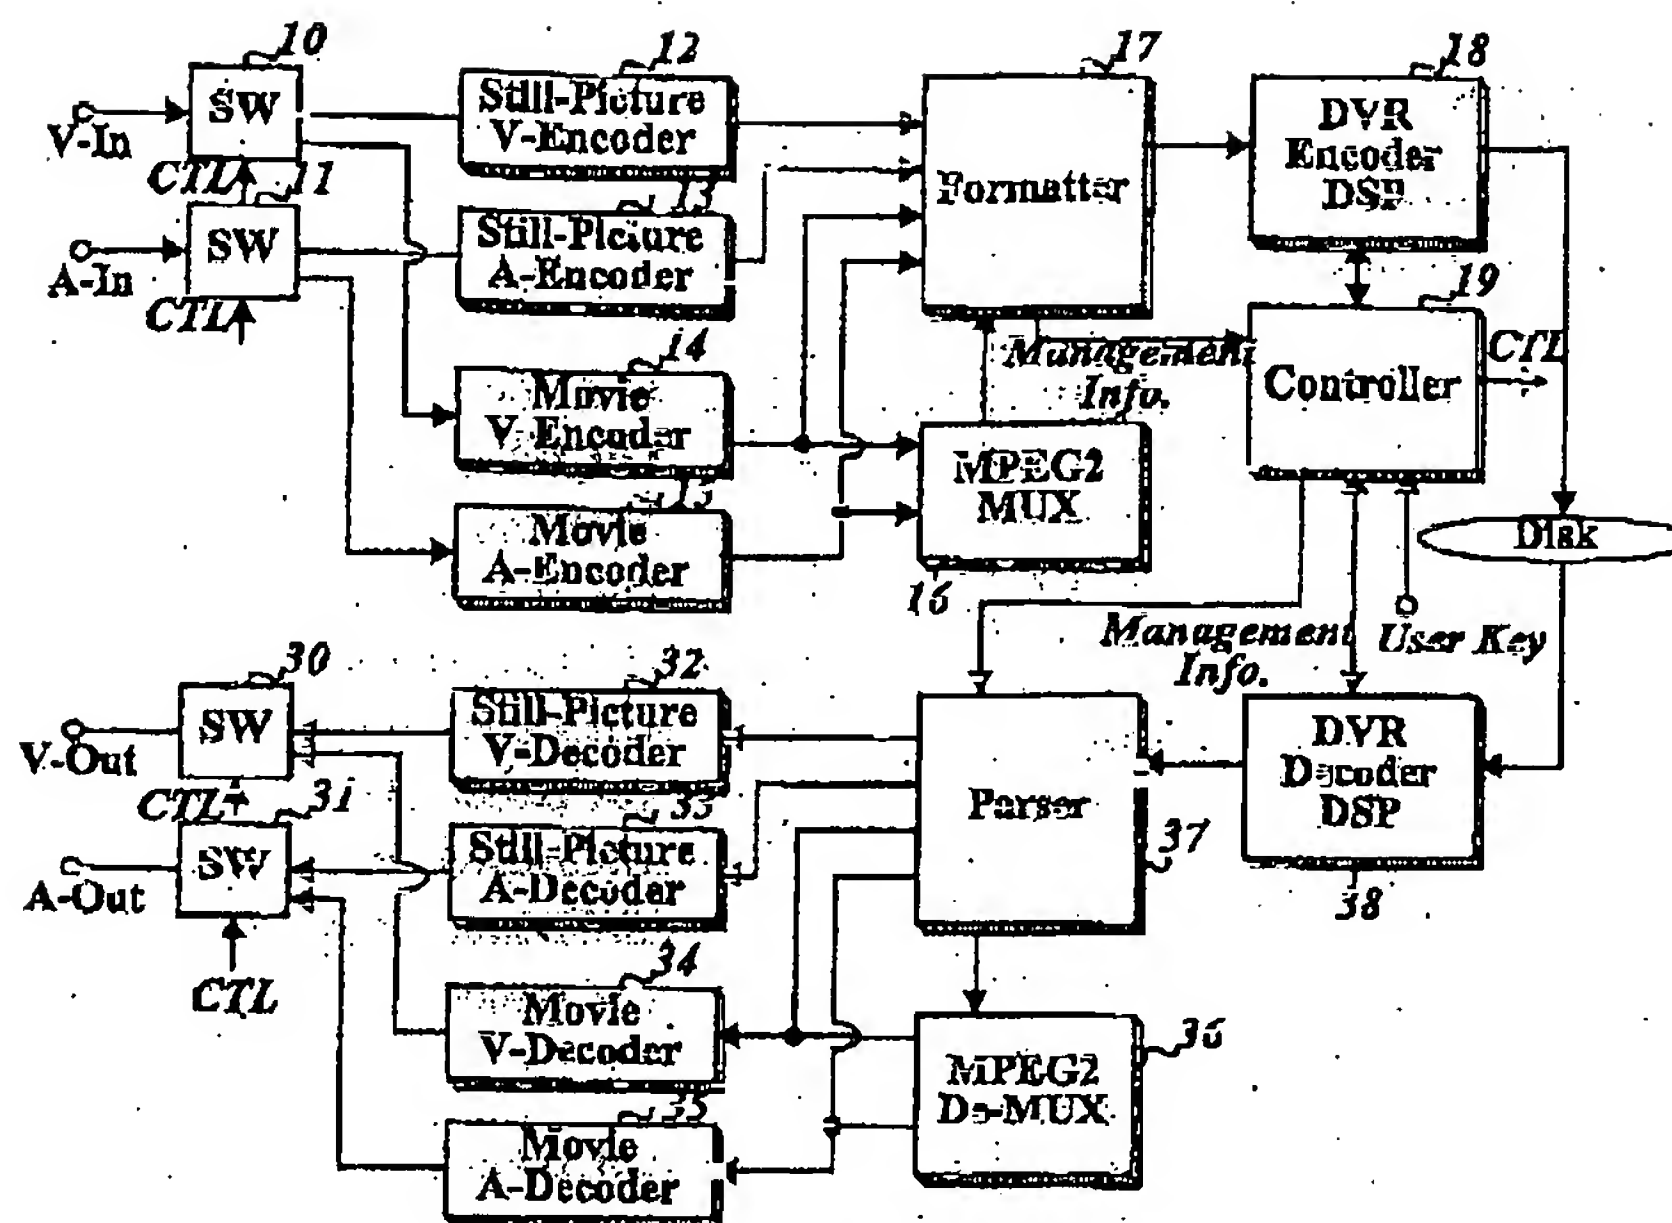 10
SW
V-In
CTL
11
SW
A-In
CTL
12
Still-Picture
V-Encoder
13
Still-Picture
A-Encoder
14
Movie
V-Encoder
15
Movie
A-Encoder
17
Formatter
Management
Info.
MPEG2
MUX
16
18
DVR
Encoder
DSP
19
Controller
CTL
Disk
User Key
Management
Info.
30
SW
V-Out
CTL
31
SW
A-Out
CTL
32
Still-Picture
V-Decoder
33
Still-Picture
A-Decoder
34
Movie
V-Decoder
35
Movie
A-Decoder
Parser
37
DVR
Decoder
DSP
38
MPEG2
De-MUX
36